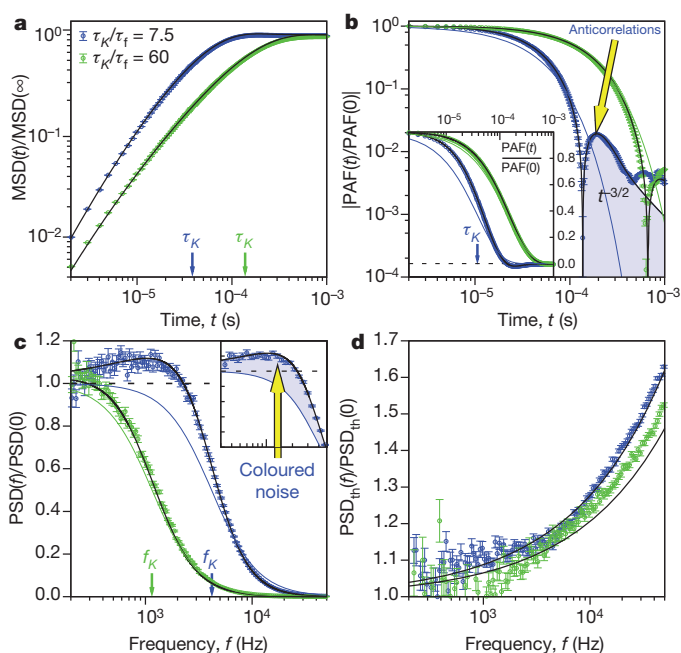 a
τK/τf = 7.5
τK/τf = 60
MSD(t)/MSD(∞)
10⁰
10⁻¹
10⁻²
τK
τK
10⁻⁵
10⁻⁴
10⁻³
Time, t (s)
b
Anticorrelations
|PAF(t)/PAF(0)|
10⁰
10⁻¹
10⁻²
10⁻³
10⁻⁴
10⁻⁵
10⁻⁴
10⁻³
PAF(t)
PAF(0)
0.8
0.6
0.4
0.2
0.0
t⁻³/²
τK
10⁻⁵
10⁻⁴
10⁻³
Time, t (s)
c
PSD(f)/PSD(0)
1.2
1.0
0.8
0.6
0.4
0.2
0.0
Coloured
noise
fK
fK
10³
10⁴
Frequency, f (Hz)
d
PSDth(f)/PSDth(0)
1.7
1.6
1.5
1.4
1.3
1.2
1.1
1.0
10³
10⁴
Frequency, f (Hz)